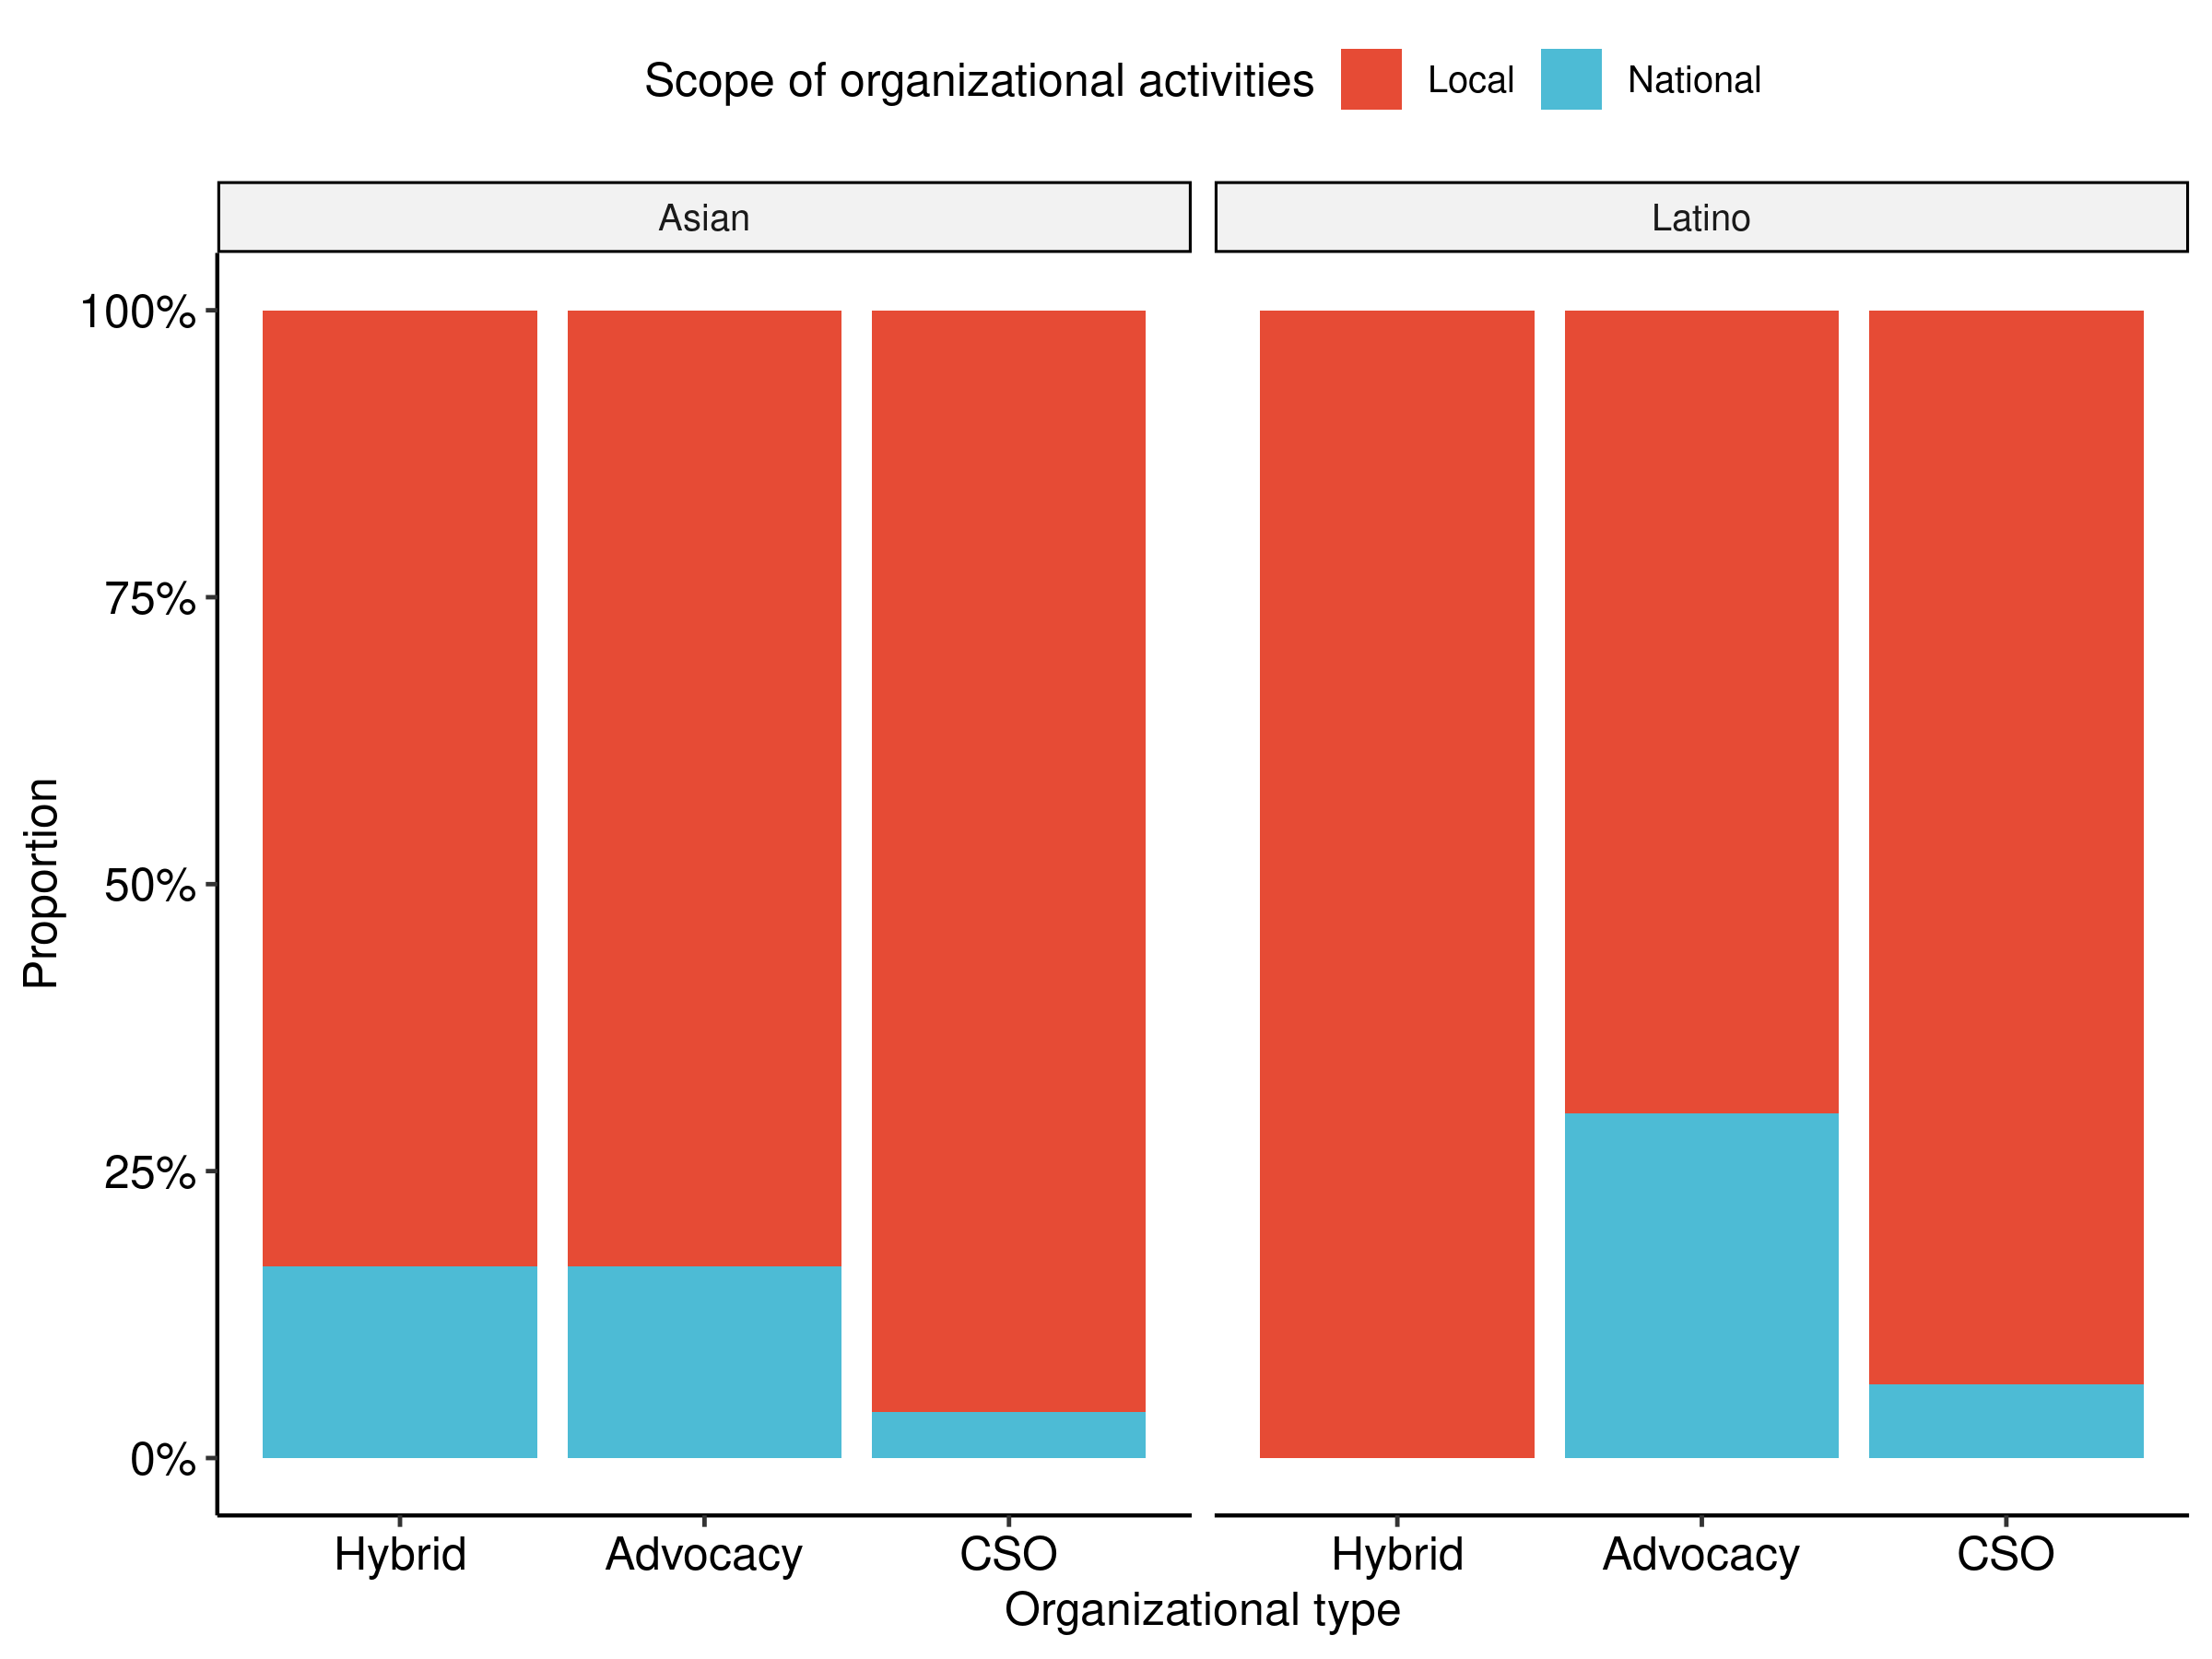 Scope of organizational activities Local National
Asian Latino
100%
75%
50%
25%
0%
Proportion
Hybrid Advocacy CSO Hybrid Advocacy CSO
Organizational type